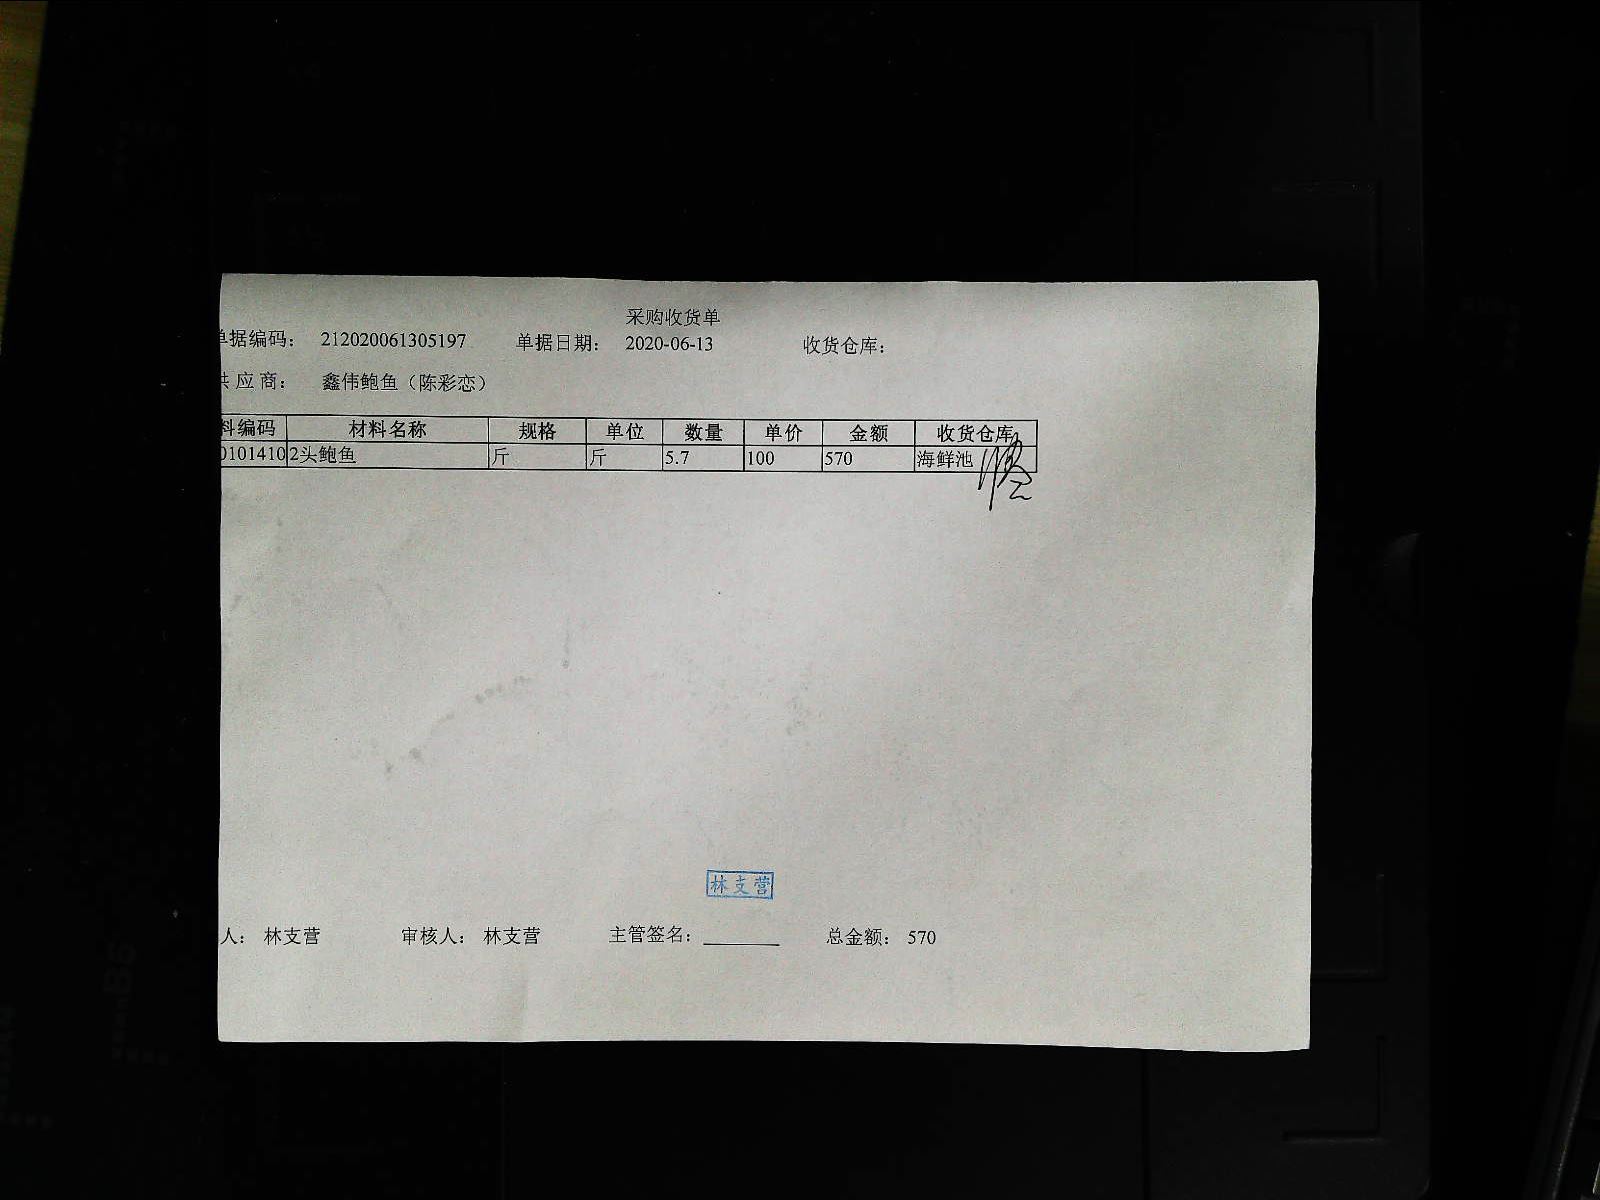 采购收货单
单据编码： 212020061305197 单据日期： 2020-06-13 收货仓库：
供应商： 鑫伟鲍鱼（陈彩恋）
料编码 材料名称 规格 单位 数量 单价 金额 收货仓库
0101410 2头鲍鱼 斤 斤 5.7 100 570 海鲜池
林支营
人： 林支营 审核人： 林支营 主管签名： 总金额： 570